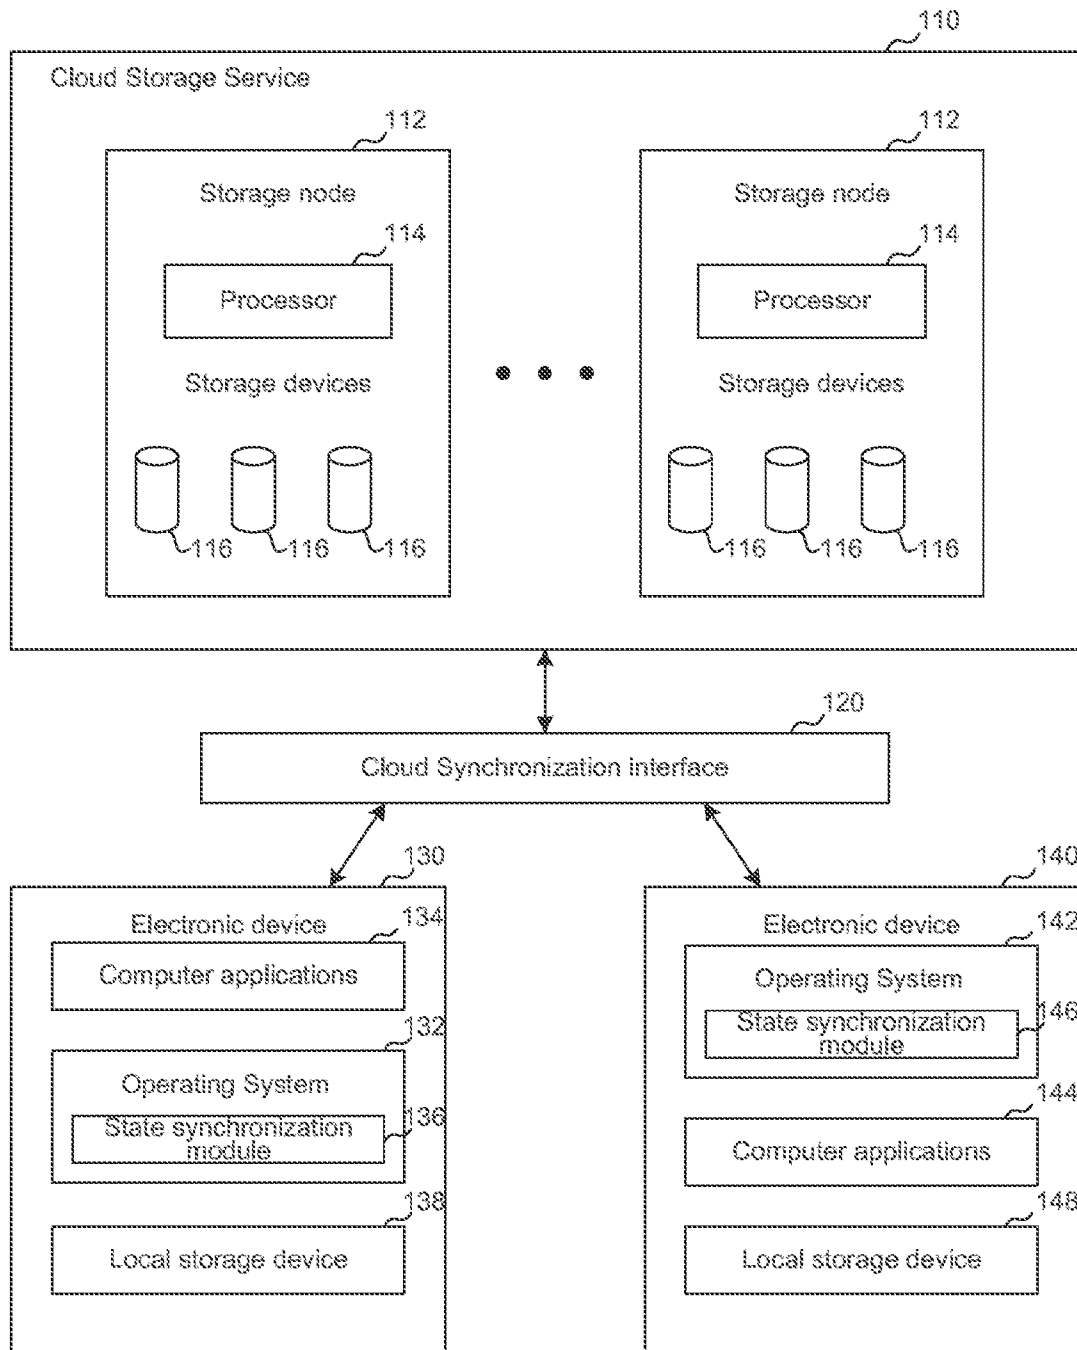 110
Cloud Storage Service
112
112
Storage node
Storage node
114
114
Processor
Processor
Storage devices
Storage devices
116
116
116
116
116
116
120
Cloud Synchronization Interface
130
140
Electronic device
134
Computer applications
132
Operating System
State synchronization
module
136
138
Local storage device
Electronic device
142
Operating System
State synchronization
module
146
144
Computer applications
148
Local storage device